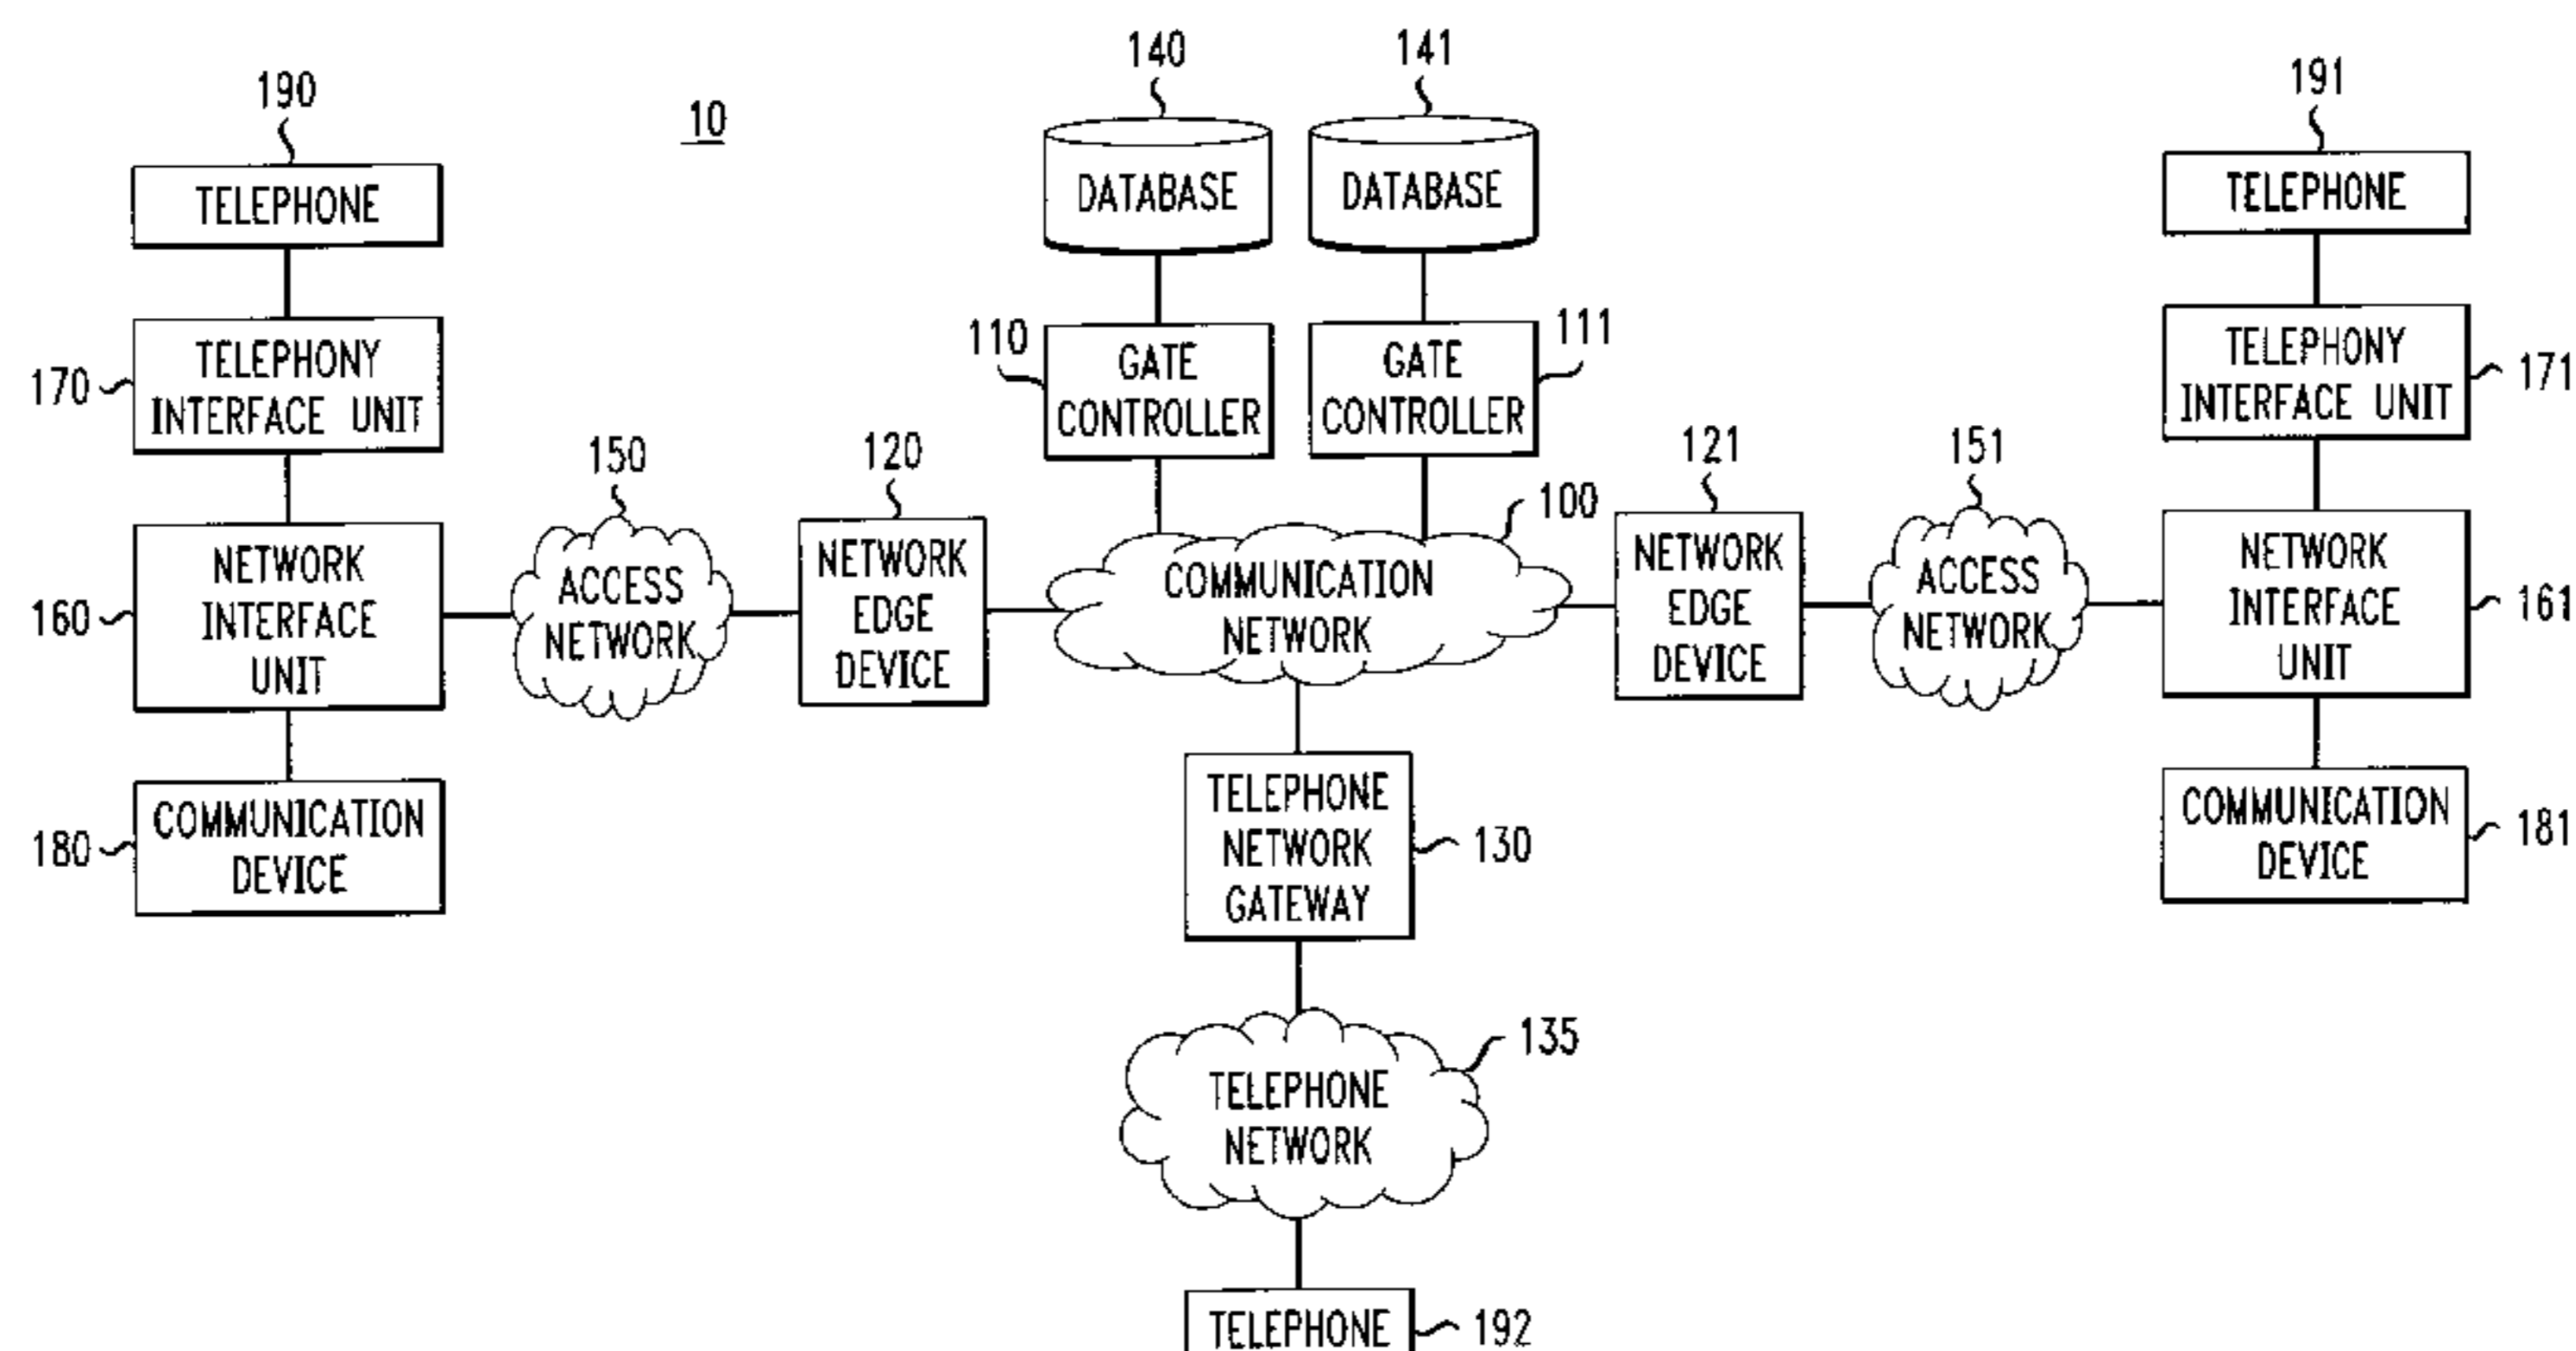 140
141
190
191
10
TELEPHONE
DATABASE
DATABASE
TELEPHONE
110
111
170
TELEPHONY
INTERFACE UNIT
GATE
CONTROLLER
GATE
CONTROLLER
TELEPHONY
INTERFACE UNIT
171
150
120
100
121
151
160
NETWORK
INTERFACE
UNIT
ACCESS
NETWORK
NETWORK
EDGE
DEVICE
COMMUNICATION
NETWORK
NETWORK
EDGE
DEVICE
ACCESS
NETWORK
NETWORK
INTERFACE
UNIT
161
180
COMMUNICATION
DEVICE
TELEPHONE
NETWORK
GATEWAY
130
COMMUNICATION
DEVICE
181
135
TELEPHONE
NETWORK
TELEPHONE
192